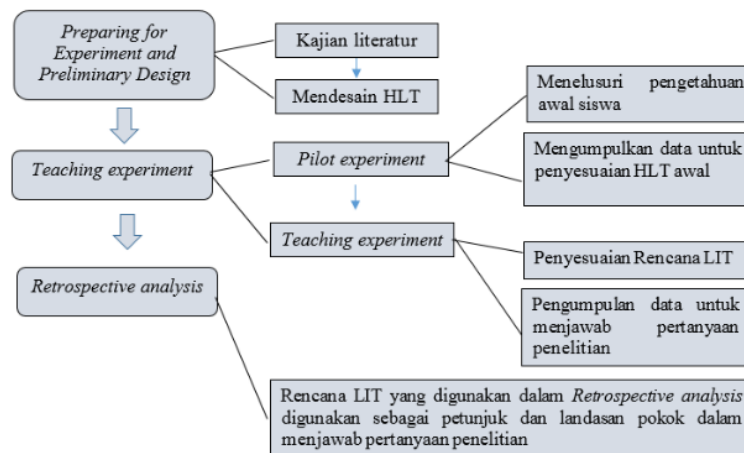 Preparing for
Experiment and
Preliminary Design
Kajian literatur
Mendesain HLT
Teaching experiment
Pilot experiment
Menelusuri pengetahuan
awal siswa
Mengumpulkan data untuk
penyesuaian HLT awal
Teaching experiment
Penyesuaian Rencana LIT
Pengumpulan data untuk
menjawab pertanyaan
penelitian
Retrospective analysis
Rencana LIT yang digunakan dalam Retrospective analysis
digunakan sebagai petunjuk dan landasan pokok dalam
menjawab pertanyaan penelitian